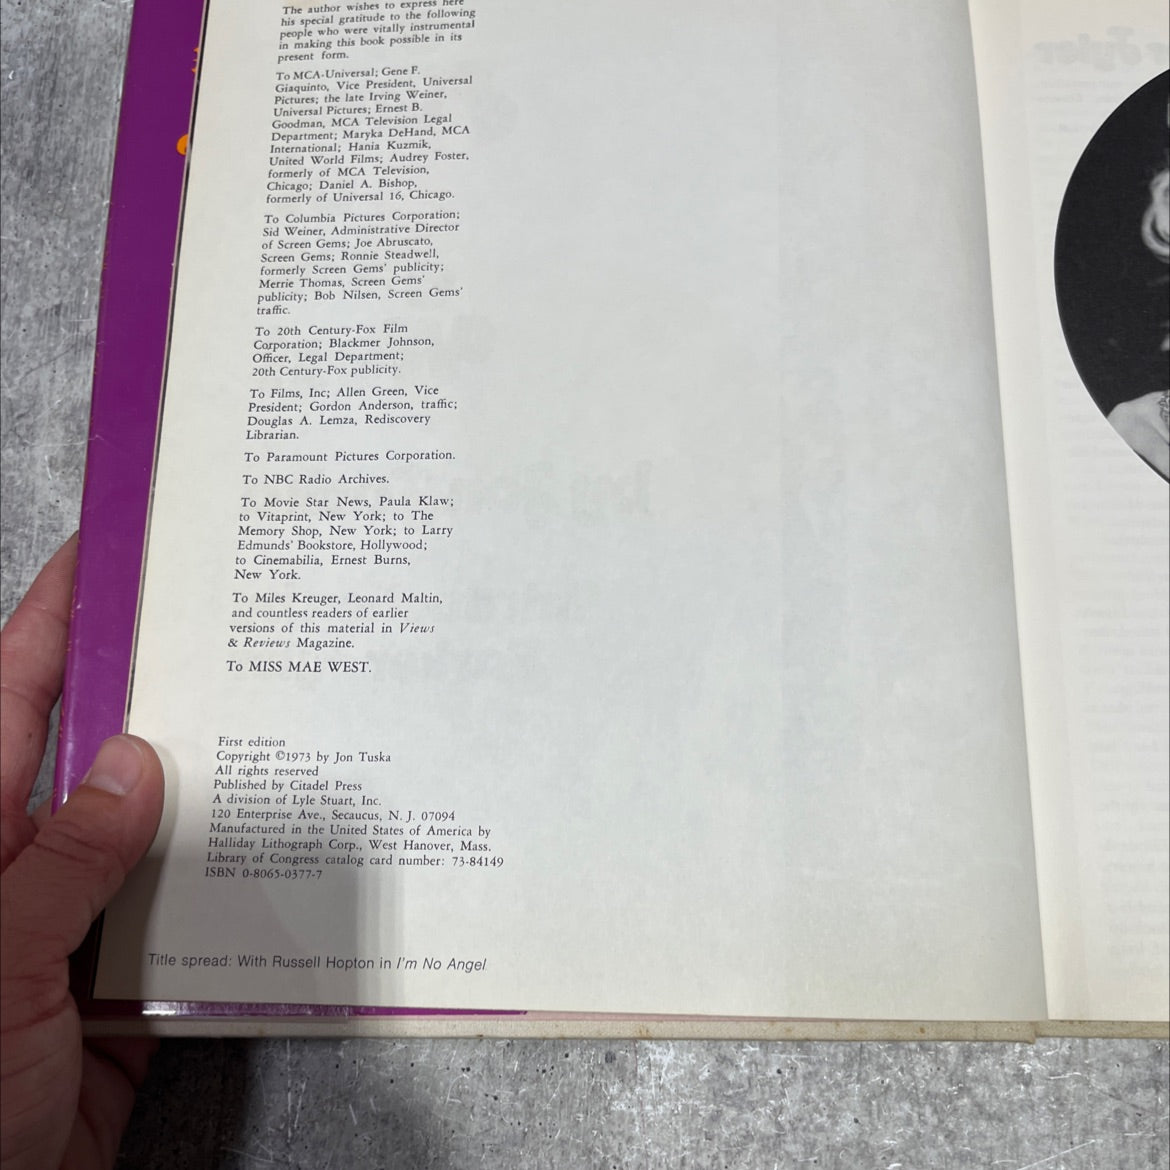 The author wishes to express here
his special gratitude to the following
people who were vitally instrumental
in making this book possible in its
present form.
To MCA-Universal; Gene F.
Giaquinto, Vice President, Universal
Pictures; the late Irving Weiner,
Universal Pictures; Ernest B.
Goodman, MCA Television Legal
Department; Maryka DeHand, MCA
International; Hania Kuzmik,
United World Films; Audrey Foster,
formerly of MCA Television,
Chicago; Daniel A. Bishop,
formerly of Universal 16, Chicago.
To Columbia Pictures Corporation;
Sid Weiner, Administrative Director
of Screen Gems; Joe Abruscato,
Screen Gems; Ronnie Steadwell,
formerly Screen Gems' publicity;
Merrie Thomas, Screen Gems'
publicity; Bob Nilsen, Screen Gems'
traffic.
To 20th Century-Fox Film
Corporation; Blackmer Johnson,
Officer, Legal Department;
20th Century-Fox publicity.
To Films, Inc; Allen Green, Vice
President; Gordon Anderson, traffic;
Douglas A. Lemza, Rediscovery
Librarian.
To Paramount Pictures Corporation.
To NBC Radio Archives.
To Movie Star News, Paula Klaw;
to Vitaprint, New York; to The
Memory Shop, New York; to Larry
Edmunds' Bookstore, Hollywood;
to Cinemabilia, Ernest Burns,
New York.
To Miles Kreuger, Leonard Maltin,
and countless readers of earlier
versions of this material in Views
& Reviews Magazine.
To MISS MAE WEST.
First edition
Copyright ©1973 by Jon Tuska
All rights reserved
Published by Citadel Press
A division of Lyle Stuart, Inc.
120 Enterprise Ave., Secaucus, N. J. 07094
Manufactured in the United States of America by
Halliday Lithograph Corp., West Hanover, Mass.
Library of Congress catalog card number: 73-84149
ISBN 0-8065-0377-7
Title spread: With Russell Hopton in I'm No Angel